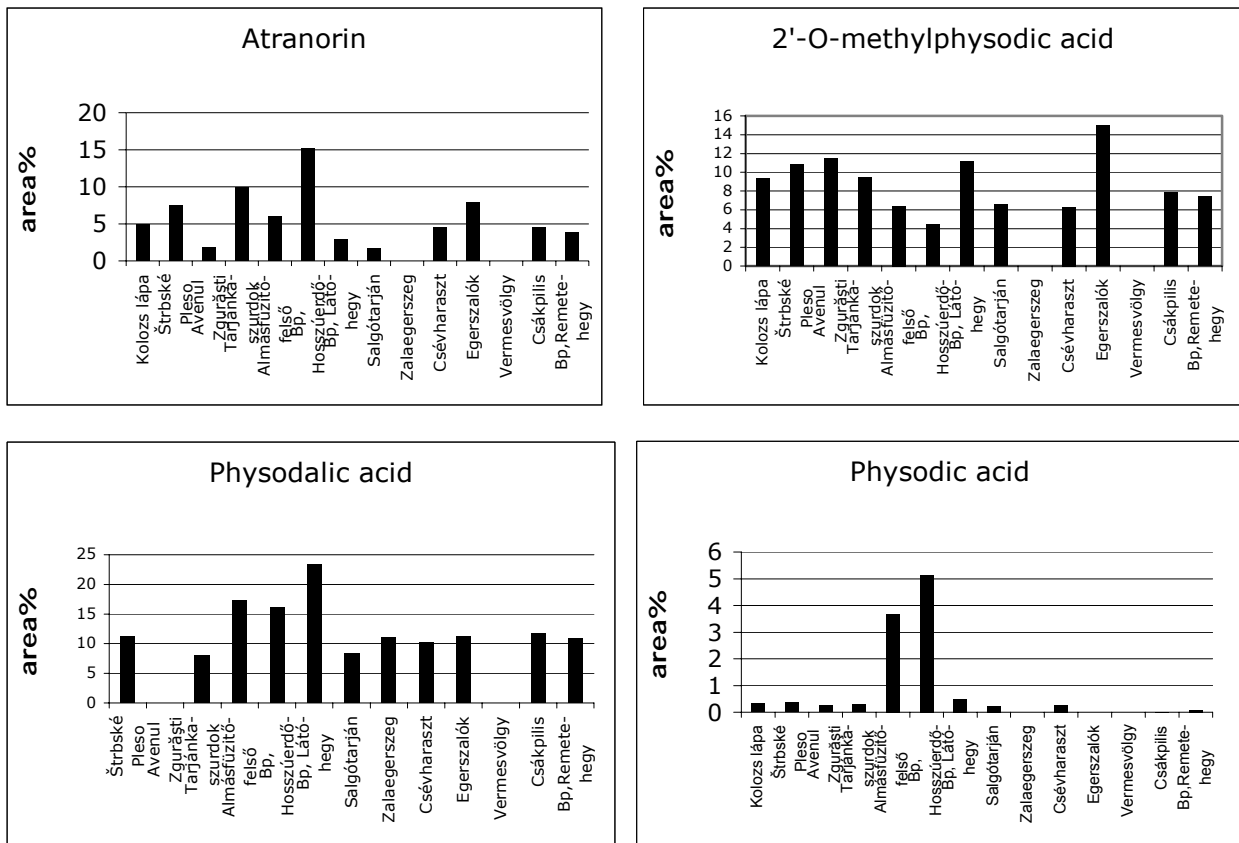 Atranorin
area%
20
15
10
5
0
Kolozs lápa
Štrbské
Pleso
Avenul
Zgurăşti
Tarjánka-
szurdok
Almásfüzitő-
felső
Bp,
Hosszúerdő-
Bp, Látó-
hegy
Salgótarján
Zalaegerszeg
Csévharaszt
Egerszalók
Vermesvölgy
Csákpilis
Bp,Remete-
hegy
2'-O-methylphysodic acid
area%
16
14
12
10
8
6
4
2
0
Kolozs lápa
Štrbské
Pleso
Avenul
Zgurăşti
Tarjánka-
szurdok
Almásfüzitő-
felső
Bp,
Hosszúerdő-
Bp, Látó-
hegy
Salgótarján
Zalaegerszeg
Csévharaszt
Egerszalók
Vermesvölgy
Csákpilis
Bp,Remete-
hegy
Physodalic acid
area%
25
20
15
10
5
0
Štrbské
Pleso
Avenul
Zgurăşti
Tarjánka-
szurdok
Almásfüzitő-
felső
Bp,
Hosszúerdő-
Bp, Látó-
hegy
Salgótarján
Zalaegerszeg
Csévharaszt
Egerszalók
Vermesvölgy
Csákpilis
Bp,Remete-
hegy
Physodic acid
area%
6
5
4
3
2
1
0
Kolozs lápa
Štrbské
Pleso
Avenul
Zgurăşti
Tarjánka-
szurdok
Almásfüzitő-
felső
Bp,
Hosszúerdő-
Bp, Látó-
hegy
Salgótarján
Zalaegerszeg
Csévharaszt
Egerszalók
Vermesvölgy
Csákpilis
Bp,Remete-
hegy